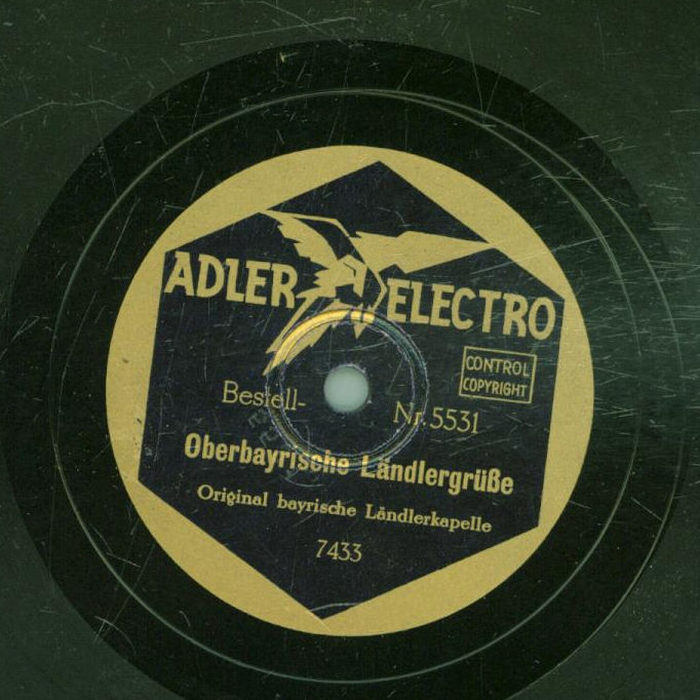 ADLER ELECTRO
CONTROL
COPYRIGHT
Bestell- Nr. 5531
Oberbayrische Ländlergrüße
Original bayrische Ländlerkapelle
7433